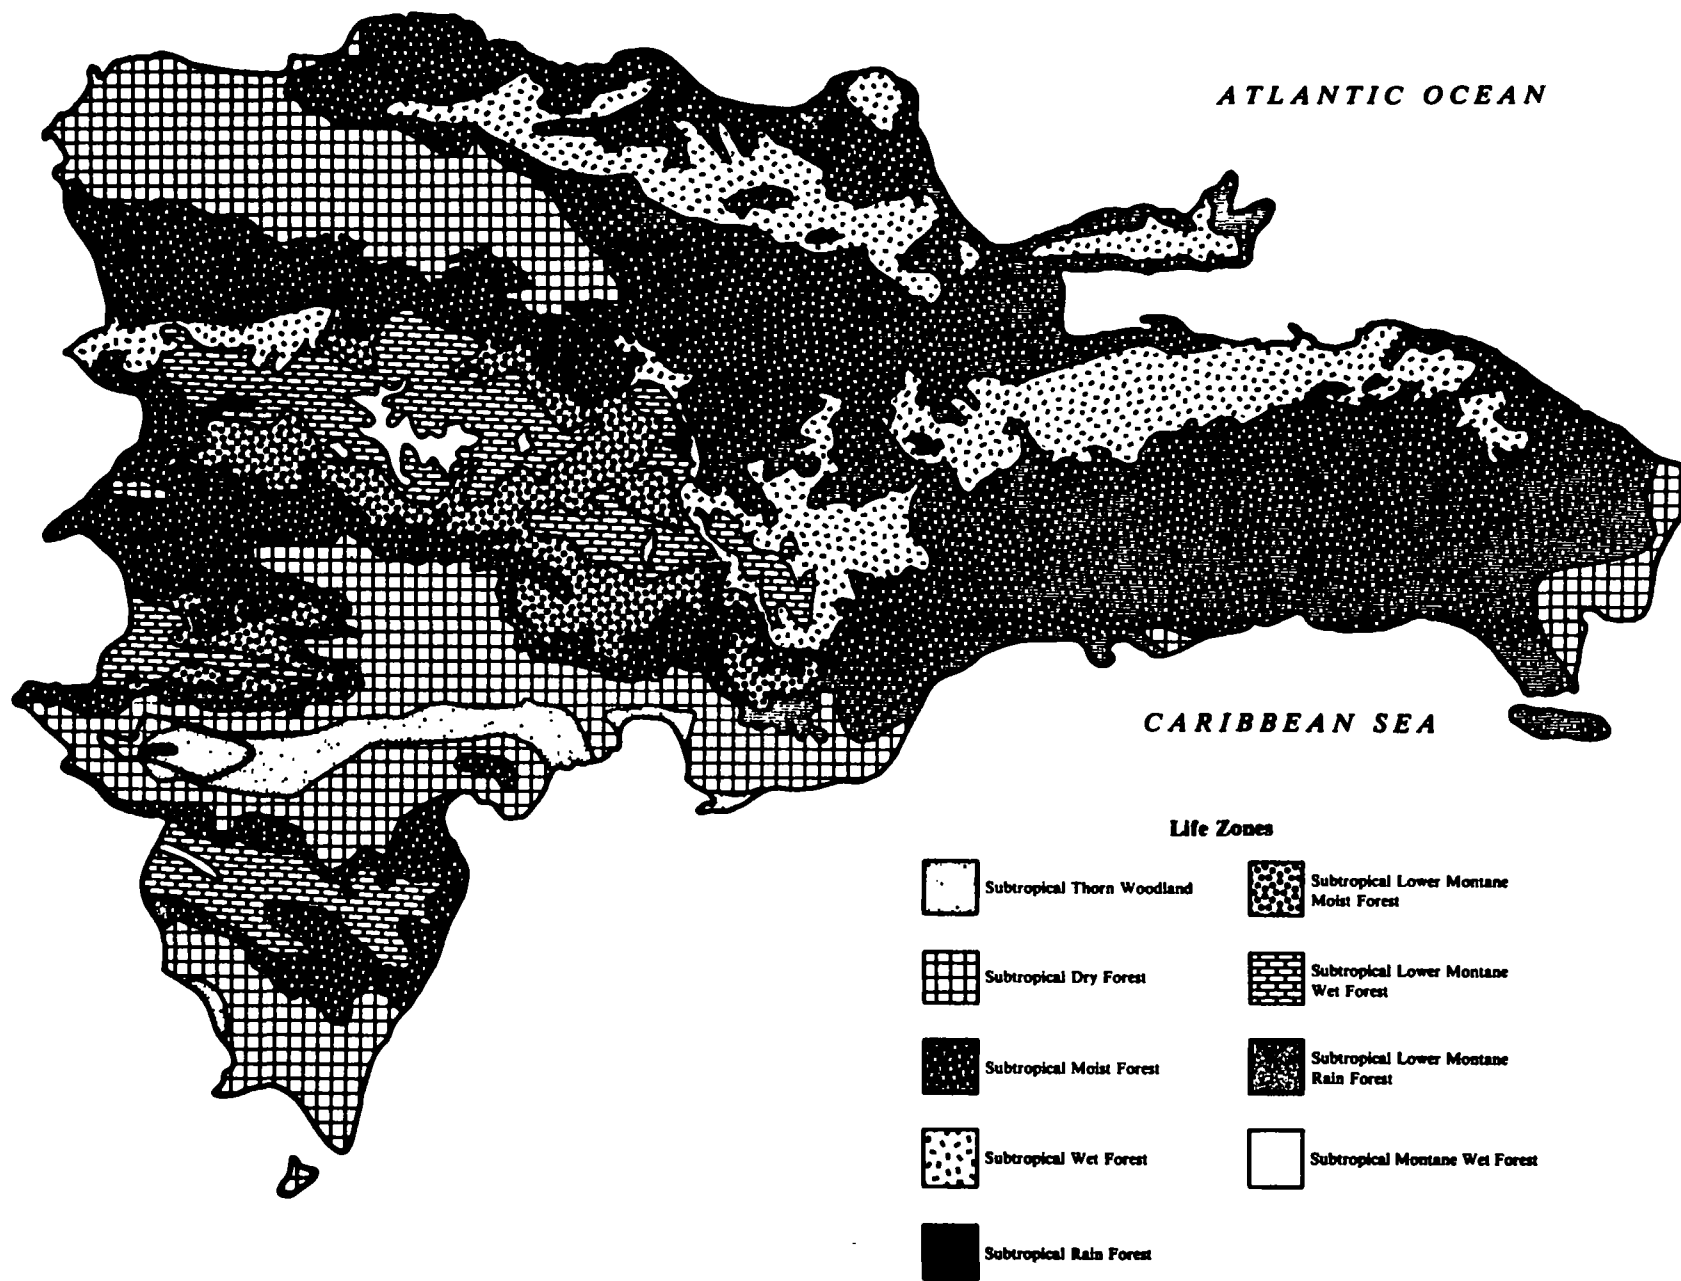 ATLANTIC OCEAN
CARIBBEAN SEA
Life Zones
Subtropical Thorn Woodland
Subtropical Dry Forest
Subtropical Moist Forest
Subtropical Wet Forest
Subtropical Rain Forest
Subtropical Lower Montane
Moist Forest
Subtropical Lower Montane
Wet Forest
Subtropical Lower Montane
Rain Forest
Subtropical Montane Wet Forest